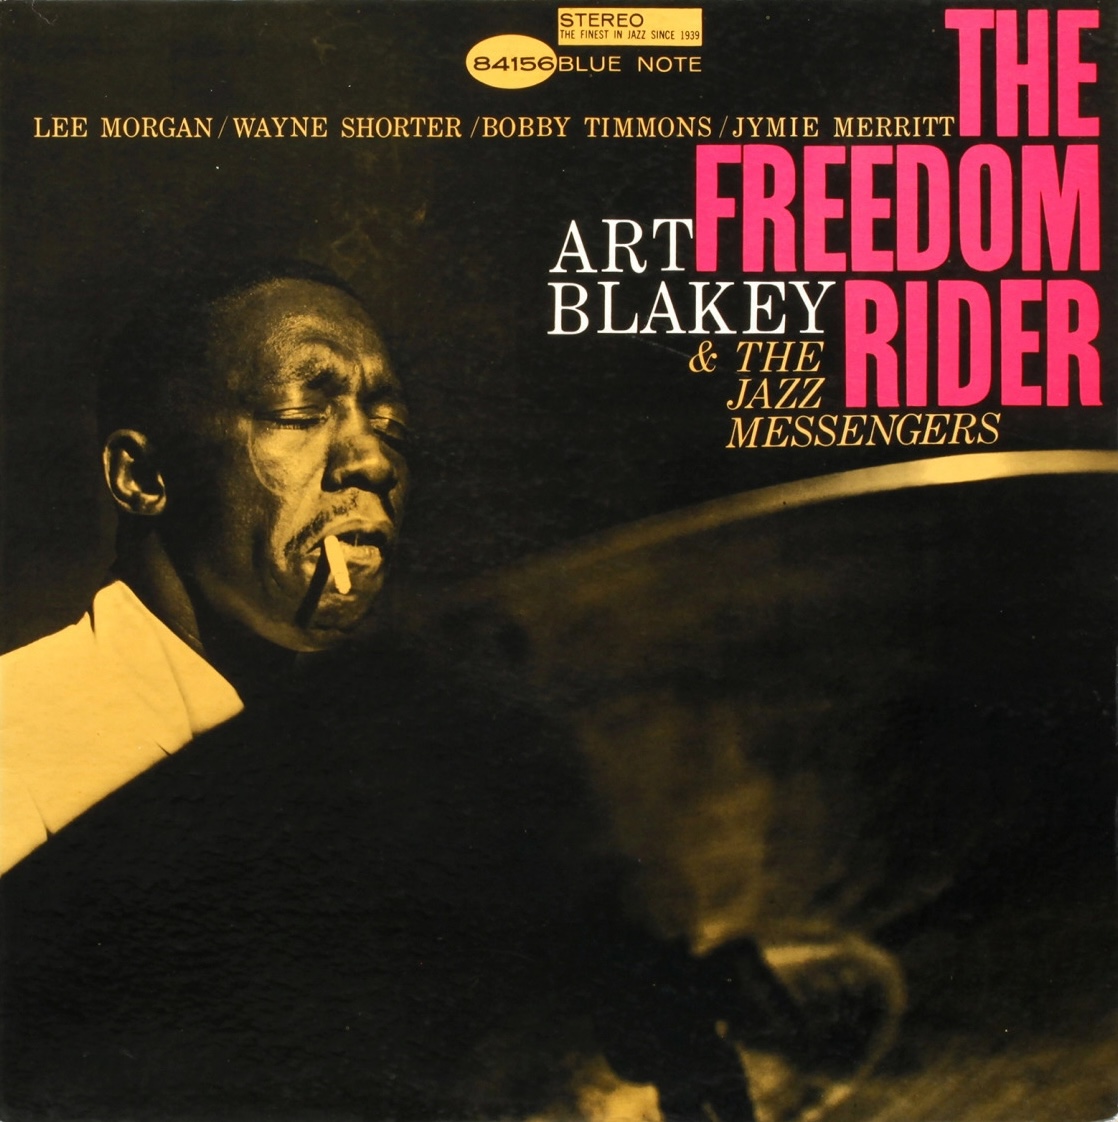 STEREO
THE FINEST IN JAZZ SINCE 1939
84156 BLUE NOTE
THE
LEE MORGAN/WAYNE SHORTER/BOBBY TIMMONS/JYMIE MERRITT
FREEDOM
ART
BLAKEY
RIDER
& THE
JAZZ
MESSENGERS